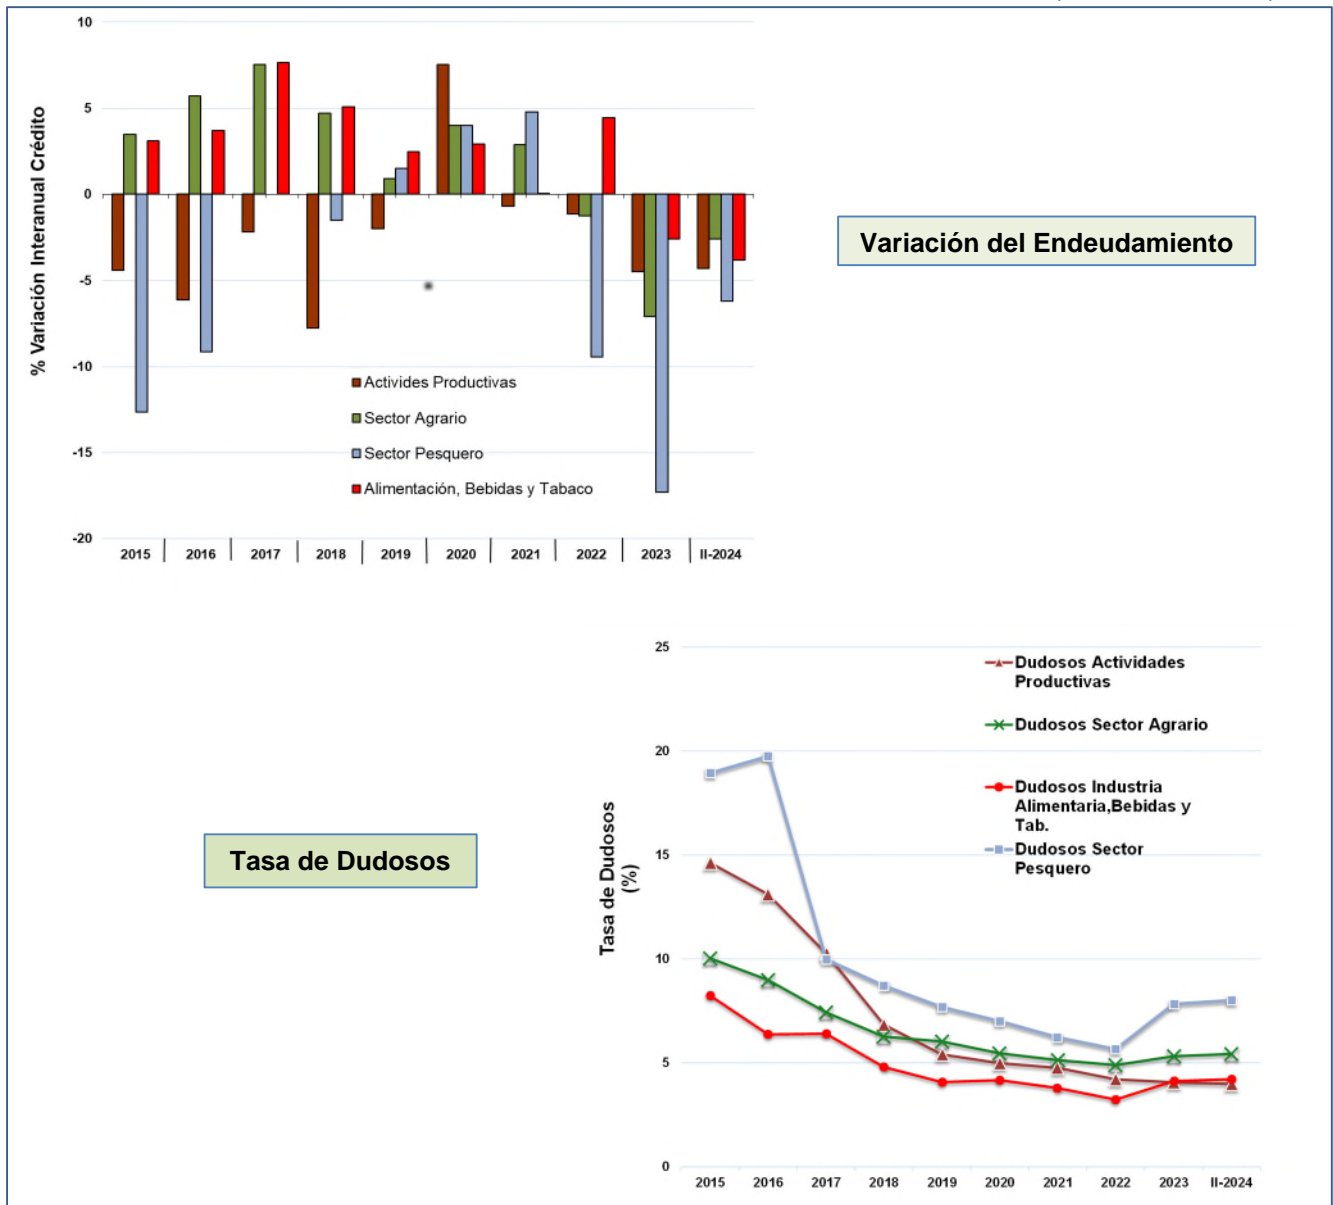 10
5
0
-5
-10
-15
-20
% Variación Interanual Crédito
Activides Productivas
Sector Agrario
Sector Pesquero
Alimentación, Bebidas y Tabaco
2015 2016 2017 2018 2019 2020 2021 2022 2023 II-2024
Variación del Endeudamiento
Tasa de Dudosos
25
20
15
10
5
0
Tasa de Dudosos
(%)
Dudosos Actividades
Productivas
Dudosos Sector Agrario
Dudosos Industria
Alimentaria,Bebidas y
Tab.
Dudosos Sector
Pesquero
2015 2016 2017 2018 2019 2020 2021 2022 2023 II-2024